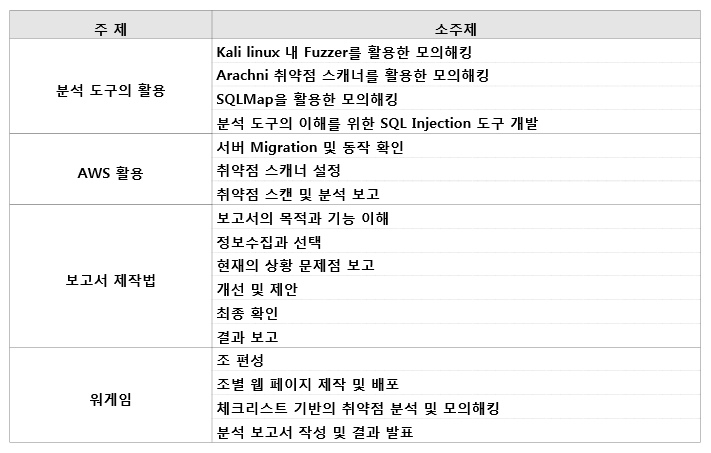 주 제 소주제
Kali linux 내 Fuzzer를 활용한 모의해킹
Arachni 취약점 스캐너를 활용한 모의해킹
분석 도구의 활용
SQLMap을 활용한 모의해킹
분석 도구의 이해를 위한 SQL Injection 도구 개발
서버 Migration 및 동작 확인
AWS 활용 취약점 스캐너 설정
취약점 스캔 및 분석 보고
보고서의 목적과 기능 이해
정보수집과 선택
현재의 상황 문제점 보고
보고서 제작법
개선 및 제안
최종 확인
결과 보고
조 편성
조별 웹 페이지 제작 및 배포
워게임
체크리스트 기반의 취약점 분석 및 모의해킹
분석 보고서 작성 및 결과 발표